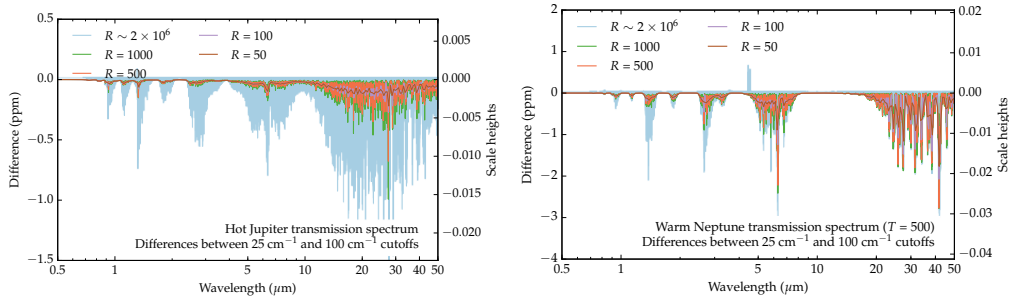 R ∼ 2 × 10⁶
R = 1000
R = 500
R = 100
R = 50
0.5
0.0
−0.5
−1.0
−1.5
Difference (ppm)
0.005
0.000
−0.005
−0.010
−0.015
−0.020
Scale heights
Hot Jupiter transmission spectrum
Differences between 25 cm⁻¹ and 100 cm⁻¹ cutoffs
0.5 1 5 10 20 30 50
Wavelength (μm)
R ∼ 2 × 10⁶
R = 1000
R = 500
R = 100
R = 50
2
1
0
−1
−2
−3
−4
Difference (ppm)
0.02
0.01
0.00
−0.01
−0.02
−0.03
−0.04
Scale heights
Warm Neptune transmission spectrum (T = 500)
Differences between 25 cm⁻¹ and 100 cm⁻¹ cutoffs
0.5 1 5 10 20 30 40 50
Wavelength (μm)